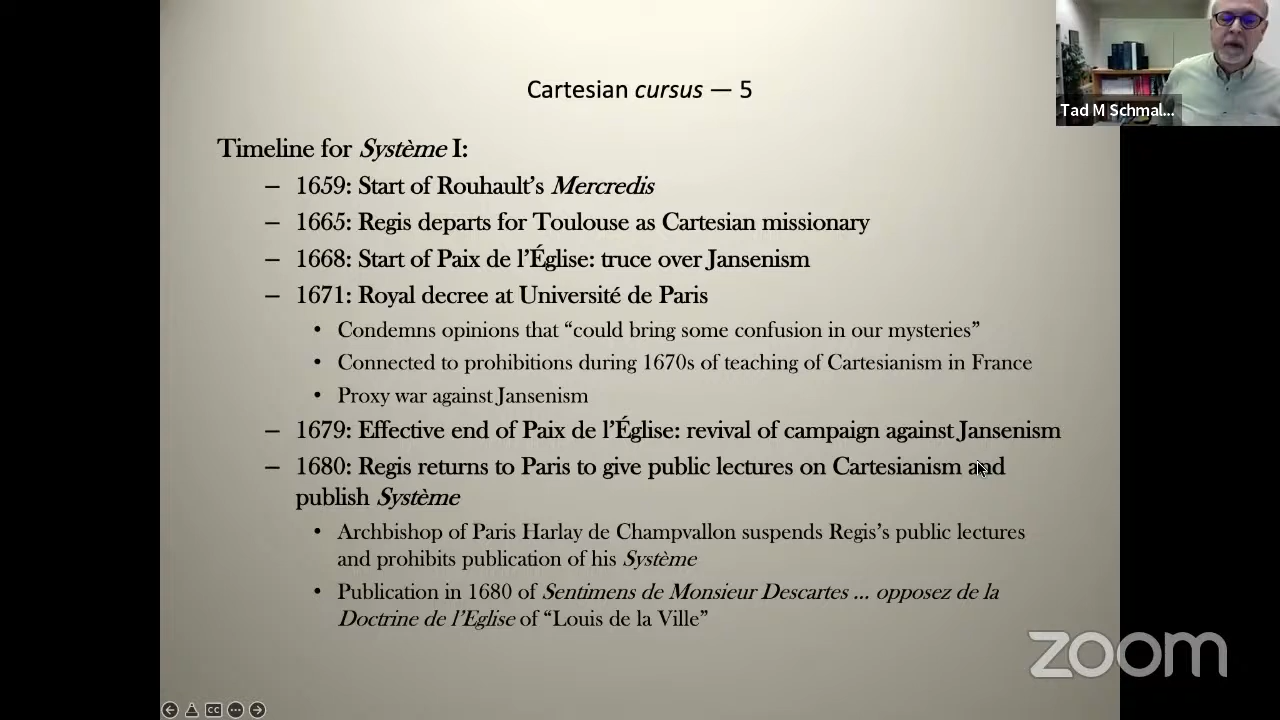 Cartesian cursus — 5
Tad M Schmal...
Timeline for Système I:
– 1659: Start of Rouhault’s Mercredis
– 1665: Regis departs for Toulouse as Cartesian missionary
– 1668: Start of Paix de l’Église: truce over Jansenism
– 1671: Royal decree at Université de Paris
• Condemns opinions that “could bring some confusion in our mysteries”
• Connected to prohibitions during 1670s of teaching of Cartesianism in France
• Proxy war against Jansenism
– 1679: Effective end of Paix de l’Église: revival of campaign against Jansenism
– 1680: Regis returns to Paris to give public lectures on Cartesianism and
publish Système
• Archbishop of Paris Harlay de Champvallon suspends Regis’s public lectures
and prohibits publication of his Système
• Publication in 1680 of Sentimens de Monsieur Descartes ... opposez de la
Doctrine de l’Eglise of “Louis de la Ville”
zoom
CC